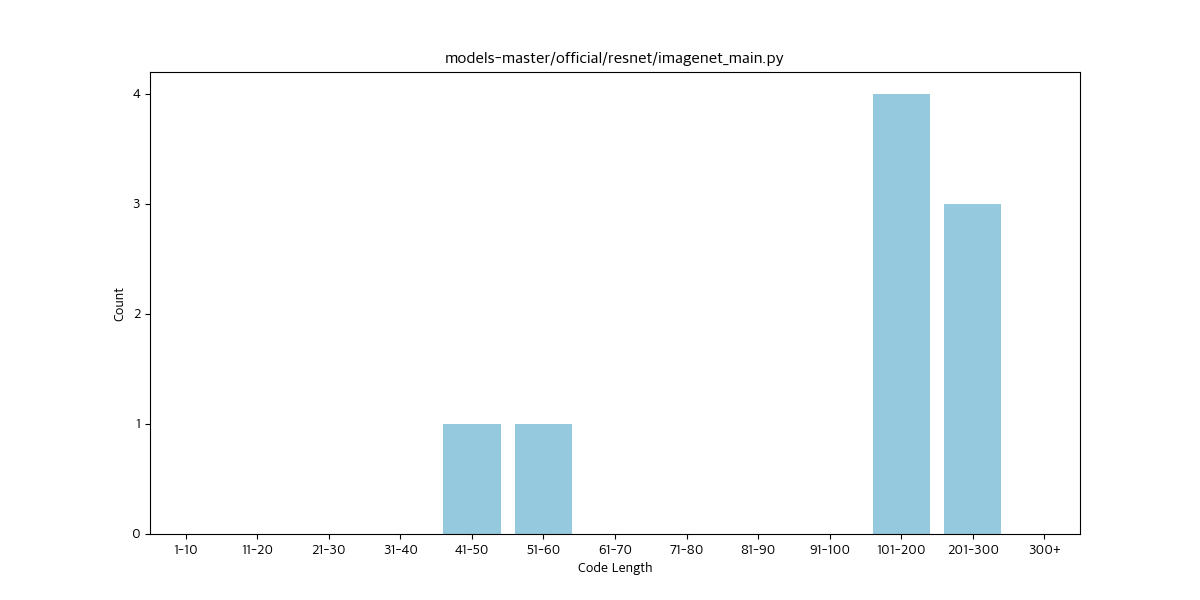 models-master/official/resnet/imagenet_main.py
4
3
2
1
0
Count
1-10 11-20 21-30 31-40 41-50 51-60 61-70 71-80 81-90 91-100 101-200 201-300 300+
Code Length